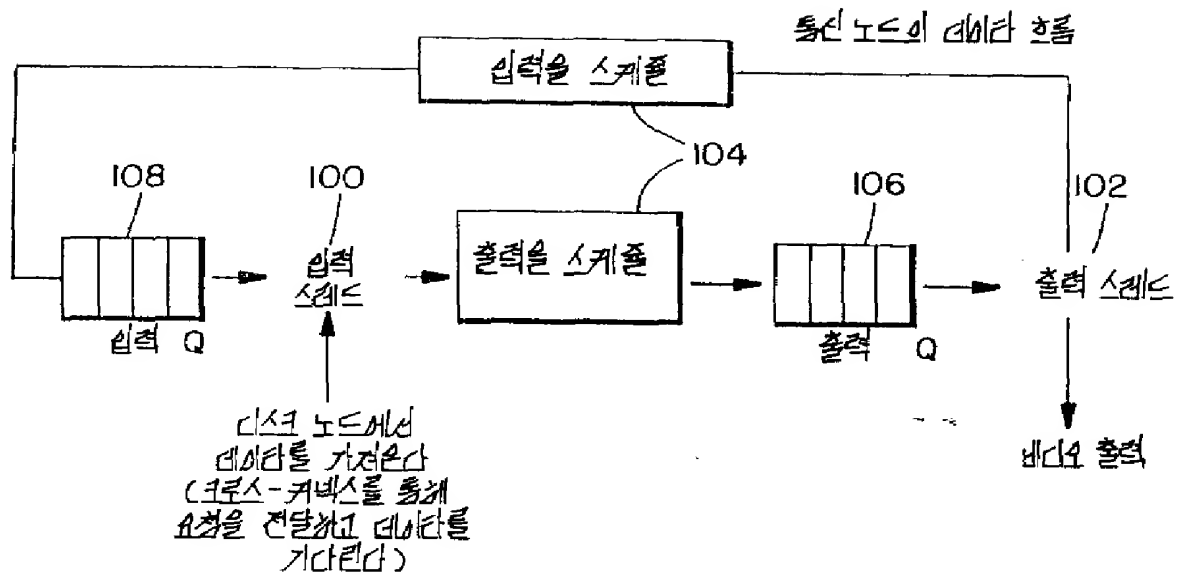 통신 노드의 데이타 흐름
입력을 스케쥴
104
108
100
106
102
입력
스레드
출력을 스케쥴
출력 스레드
입력 Q
출력 Q
디스크 노드에서
데이타를 가져온다
(크로스-커넥스를 통해
요청을 전달하고 데이타를
기다린다)
비디오 출력